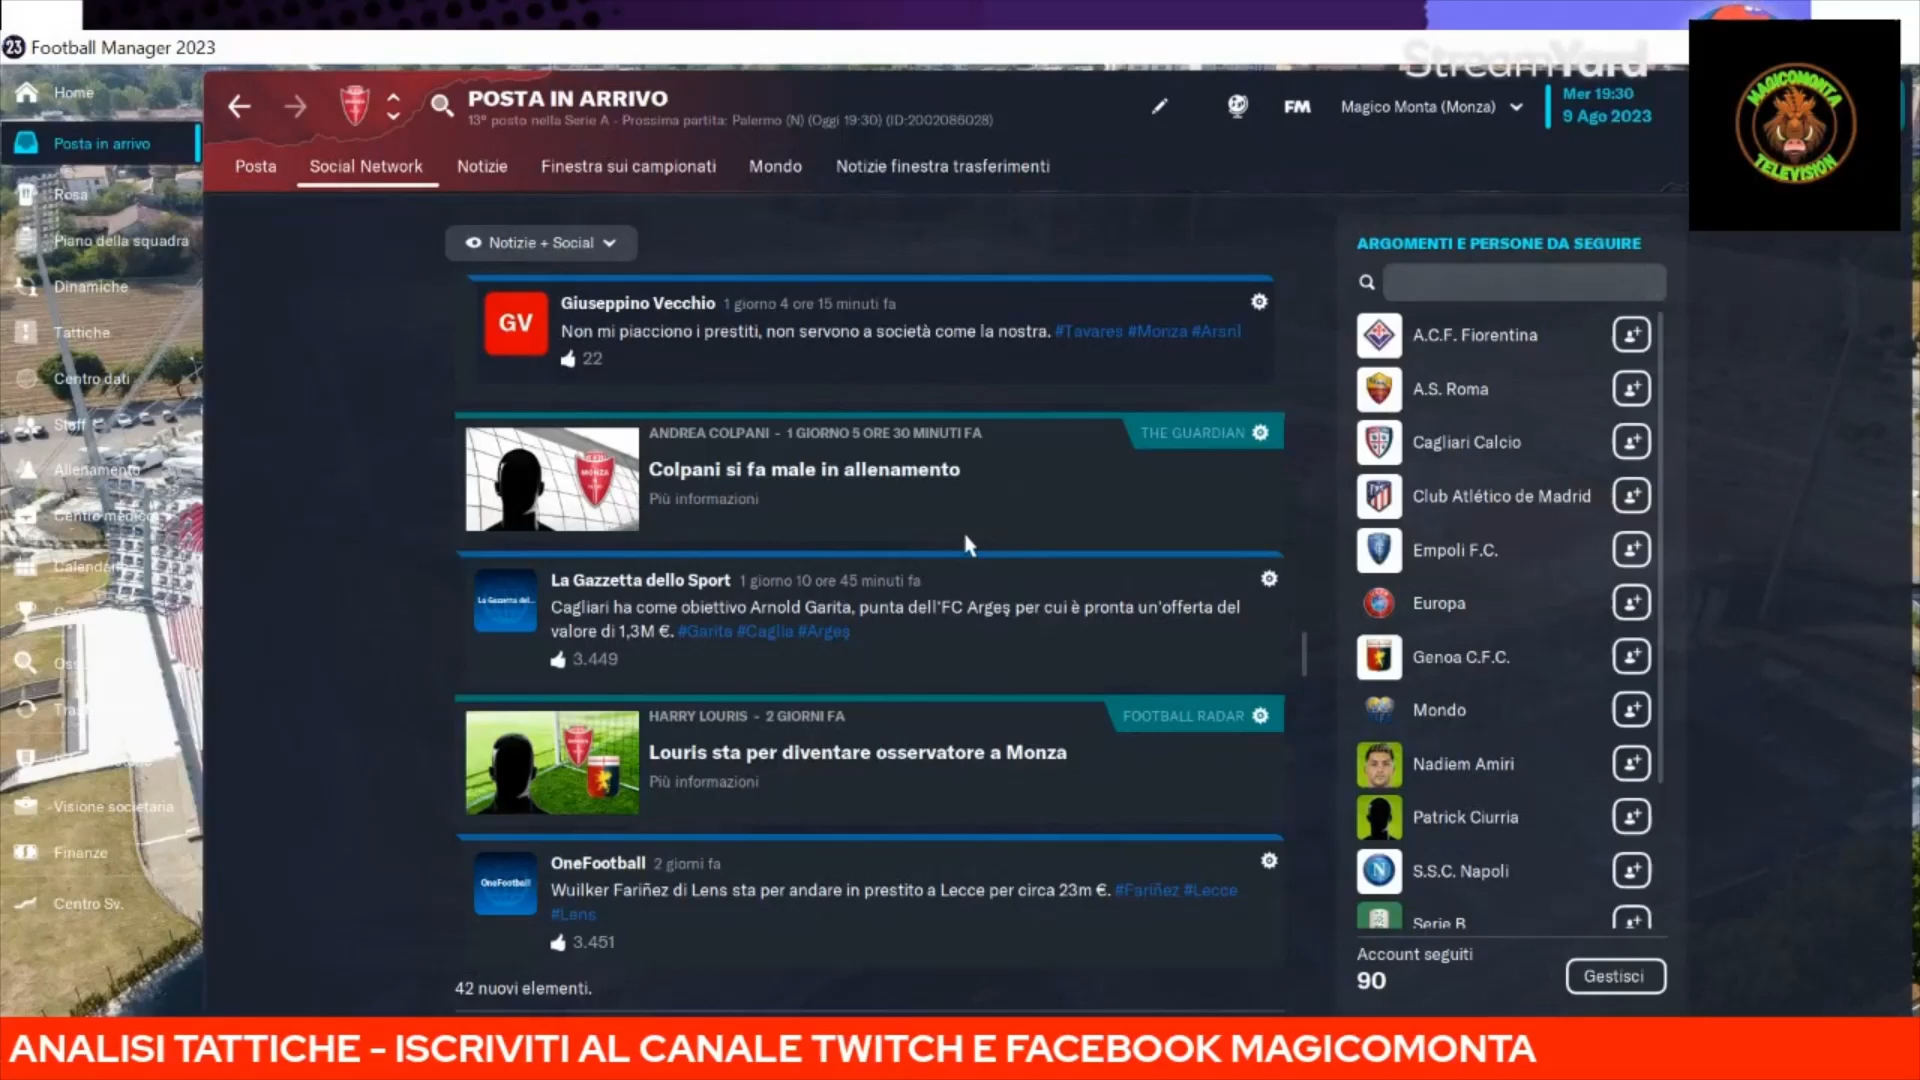 StreamYard
23 Football Manager 2023
MAGICOMONTA
TELEVISION
Home
Posta in arrivo
Rosa
Piano della squadra
Dinamiche
Tattiche
Centro dati
Staff
Allenamento
Centro medico
Calendario
Visione societaria
Finanze
Centro Sv.
POSTA IN ARRIVO
13° posto nella Serie A - Prossima partita: Palermo (N) (Oggi 19:30) (ID:2002086028)
FM
Magico Monta (Monza)
Mer 19:30
9 Ago 2023
Posta
Social Network
Notizie
Finestra sui campionati
Mondo
Notizie finestra trasferimenti
Notizie + Social
GV
Giuseppino Vecchio 1 giorno 4 ore 15 minuti fa
Non mi piacciono i prestiti, non servono a società come la nostra. #Tavares #Monza #Arsnl
22
ANDREA COLPANI - 1 GIORNO 5 ORE 30 MINUTI FA
THE GUARDIAN
MONZA
Colpani si fa male in allenamento
Più informazioni
La Gazzetta del...
La Gazzetta dello Sport 1 giorno 10 ore 45 minuti fa
Cagliari ha come obiettivo Arnold Garita, punta dell'FC Argeş per cui è pronta un'offerta del
valore di 1,3M €. #Garita #Caglia #Argeş
3.449
HARRY LOURIS - 2 GIORNI FA
FOOTBALL RADAR
Louris sta per diventare osservatore a Monza
Più informazioni
OneFootball
OneFootball 2 giorni fa
Wuilker Fariñez di Lens sta per andare in prestito a Lecce per circa 23m €. #Fariñez #Lecce
#Lens
3.451
42 nuovi elementi.
ARGOMENTI E PERSONE DA SEGUIRE
A.C.F. Fiorentina
A.S. Roma
Cagliari Calcio
Club Atlético de Madrid
Empoli F.C.
Europa
Genoa C.F.C.
Mondo
Nadiem Amiri
Patrick Ciurria
S.S.C. Napoli
Serie B
Account seguiti
90
Gestisci
ANALISI TATTICHE - ISCRIVITI AL CANALE TWITCH E FACEBOOK MAGICOMONTA